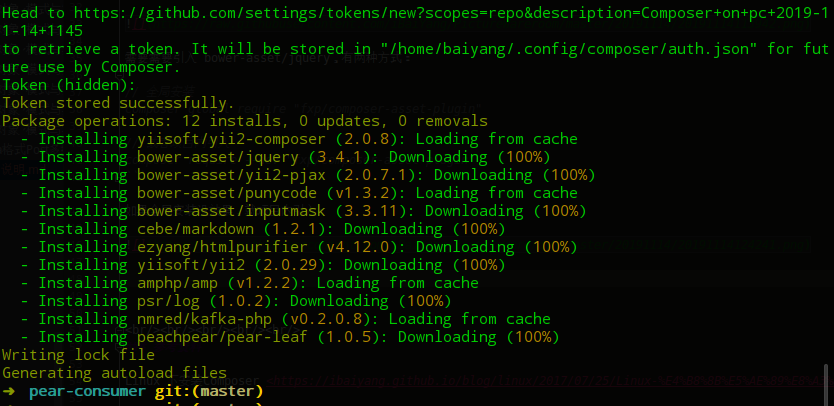 Head to https://github.com/settings/tokens/new?scopes=repo&description=Composer+on+pc+2019-1
1-14+1145
to retrieve a token. It will be stored in "/home/baiyang/.config/composer/auth.json" for fut
ure use by Composer.
Token (hidden):
Token stored successfully.
Package operations: 12 installs, 0 updates, 0 removals
  - Installing yiisoft/yii2-composer (2.0.8): Loading from cache
  - Installing bower-asset/jquery (3.4.1): Downloading (100%)
  - Installing bower-asset/yii2-pjax (2.0.7.1): Downloading (100%)
  - Installing bower-asset/punycode (v1.3.2): Loading from cache
  - Installing bower-asset/inputmask (3.3.11): Downloading (100%)
  - Installing cebe/markdown (1.2.1): Downloading (100%)
  - Installing ezyang/htmlpurifier (v4.12.0): Downloading (100%)
  - Installing yiisoft/yii2 (2.0.29): Downloading (100%)
  - Installing amphp/amp (v1.2.2): Loading from cache
  - Installing psr/log (1.0.2): Downloading (100%)
  - Installing nmred/kafka-php (v0.2.0.8): Loading from cache
  - Installing peachpear/pear-leaf (1.0.5): Downloading (100%)
Writing lock file
Generating autoload files
➜  pear-consumer git:(master)